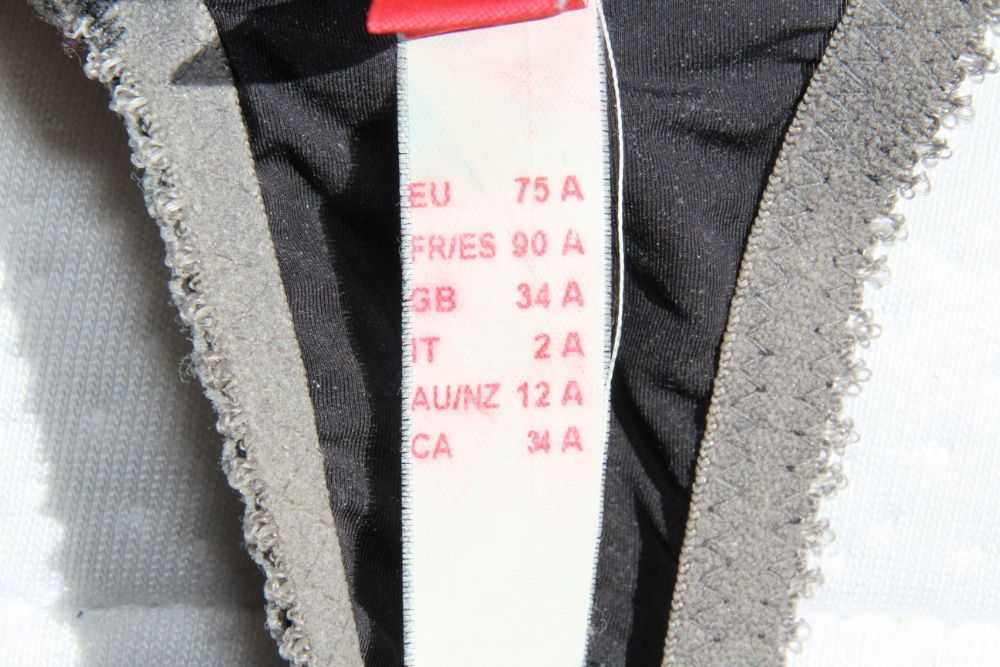 EU 75 A
FR/ES 90 A
GB 34 A
IT 2 A
AU/NZ 12 A
CA 34 A